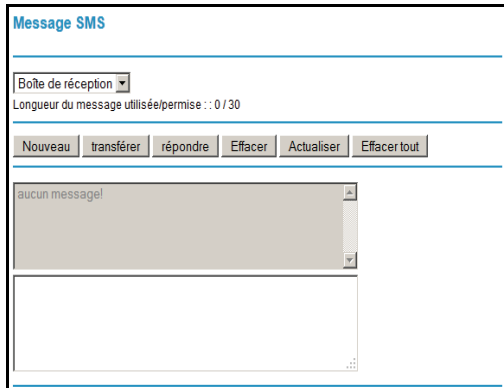 Message SMS
Boîte de réception
Longueur du message utilisée/permise : : 0 / 30
Nouveau transférer répondre Effacer Actualiser Effacer tout
aucun message!